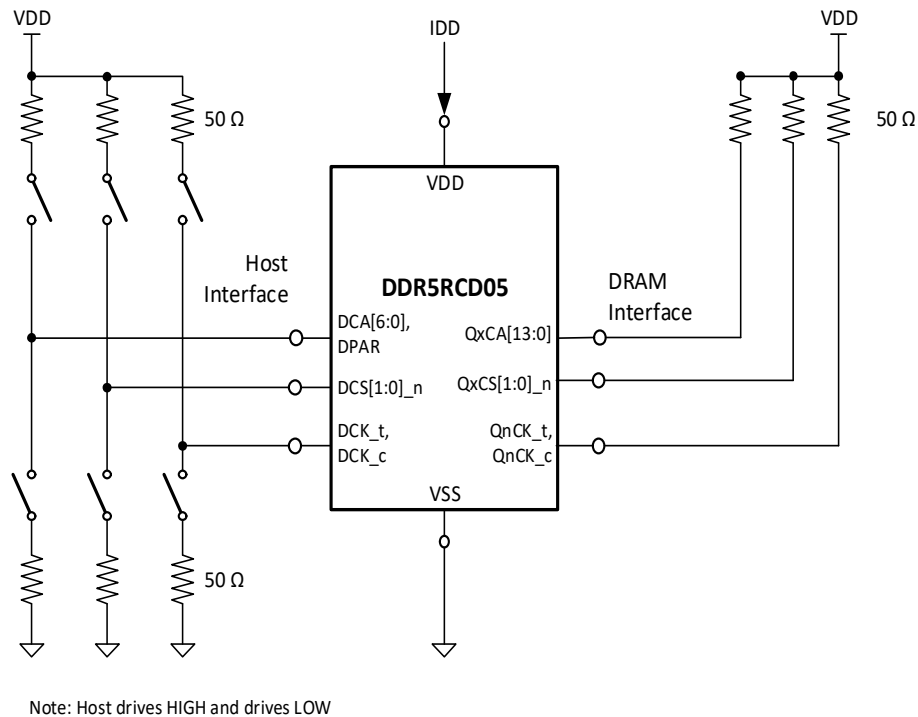 VDD
IDD
VDD
50 Ω
50 Ω
VDD
Host
Interface
DDR5RCD05
DRAM
Interface
DCA[6:0],
DPAR
QxCA[13:0]
DCS[1:0]_n
QxCS[1:0]_n
DCK_t,
DCK_c
QnCK_t,
QnCK_c
VSS
50 Ω
Note: Host drives HIGH and drives LOW